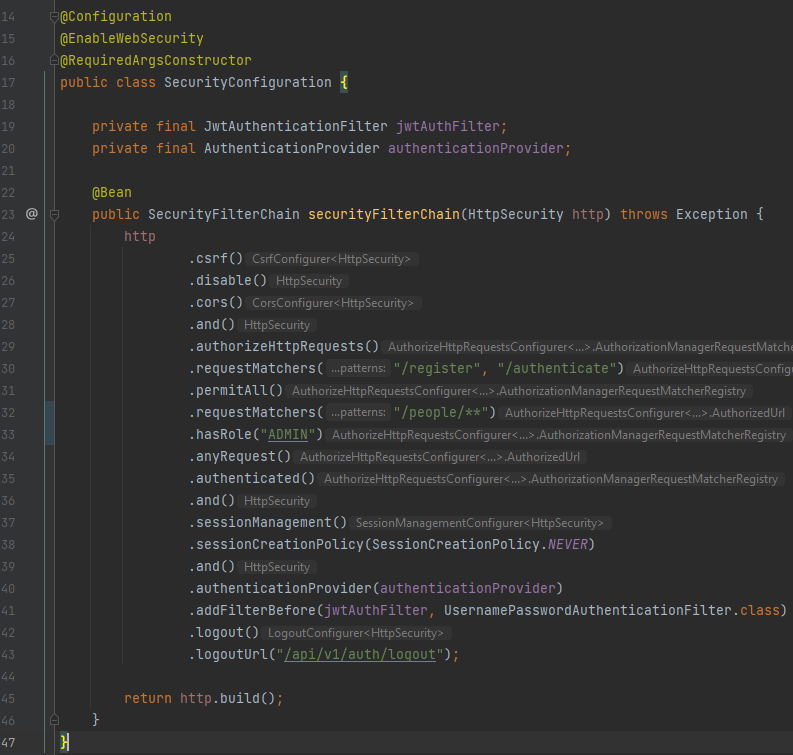 14 @Configuration
15 @EnableWebSecurity
16 @RequiredArgsConstructor
17 public class SecurityConfiguration {
18
19     private final JwtAuthenticationFilter jwtAuthFilter;
20     private final AuthenticationProvider authenticationProvider;
21
22     @Bean
23 @   public SecurityFilterChain securityFilterChain(HttpSecurity http) throws Exception {
24         http
25                 .csrf() CsrfConfigurer<HttpSecurity>
26                 .disable() HttpSecurity
27                 .cors() CorsConfigurer<HttpSecurity>
28                 .and() HttpSecurity
29                 .authorizeHttpRequests() AuthorizeHttpRequestsConfigurer<...>.AuthorizationManagerRequestMatche
30                 .requestMatchers( ...patterns: "/register", "/authenticate") AuthorizeHttpRequestsConfigu
31                 .permitAll() AuthorizeHttpRequestsConfigurer<...>.AuthorizationManagerRequestMatcherRegistry
32                 .requestMatchers( ...patterns: "/people/**") AuthorizeHttpRequestsConfigurer<...>.AuthorizedUrl
33                 .hasRole("ADMIN") AuthorizeHttpRequestsConfigurer<...>.AuthorizationManagerRequestMatcherRegistry
34                 .anyRequest() AuthorizeHttpRequestsConfigurer<...>.AuthorizedUrl
35                 .authenticated() AuthorizeHttpRequestsConfigurer<...>.AuthorizationManagerRequestMatcherRegistry
36                 .and() HttpSecurity
37                 .sessionManagement() SessionManagementConfigurer<HttpSecurity>
38                 .sessionCreationPolicy(SessionCreationPolicy.NEVER)
39                 .and() HttpSecurity
40                 .authenticationProvider(authenticationProvider)
41                 .addFilterBefore(jwtAuthFilter, UsernamePasswordAuthenticationFilter.class)
42                 .logout() LogoutConfigurer<HttpSecurity>
43                 .logoutUrl("/api/v1/auth/logout");
44
45         return http.build();
46     }
47 }